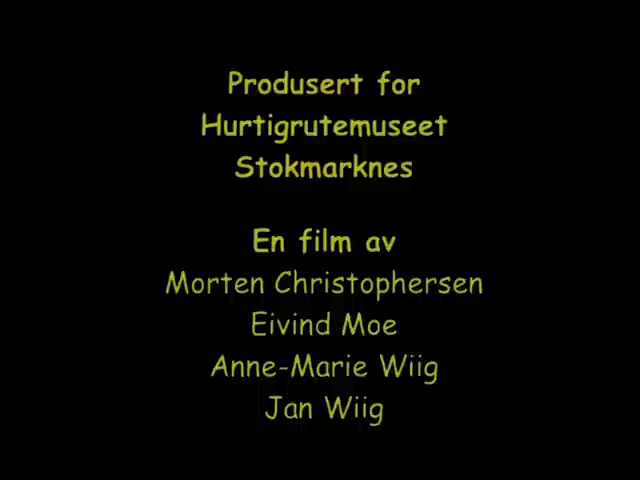 Produsert for
Hurtigrutemuseet
Stokmarknes
En film av
Morten Christophersen
Eivind Moe
Anne-Marie Wiig
Jan Wiig